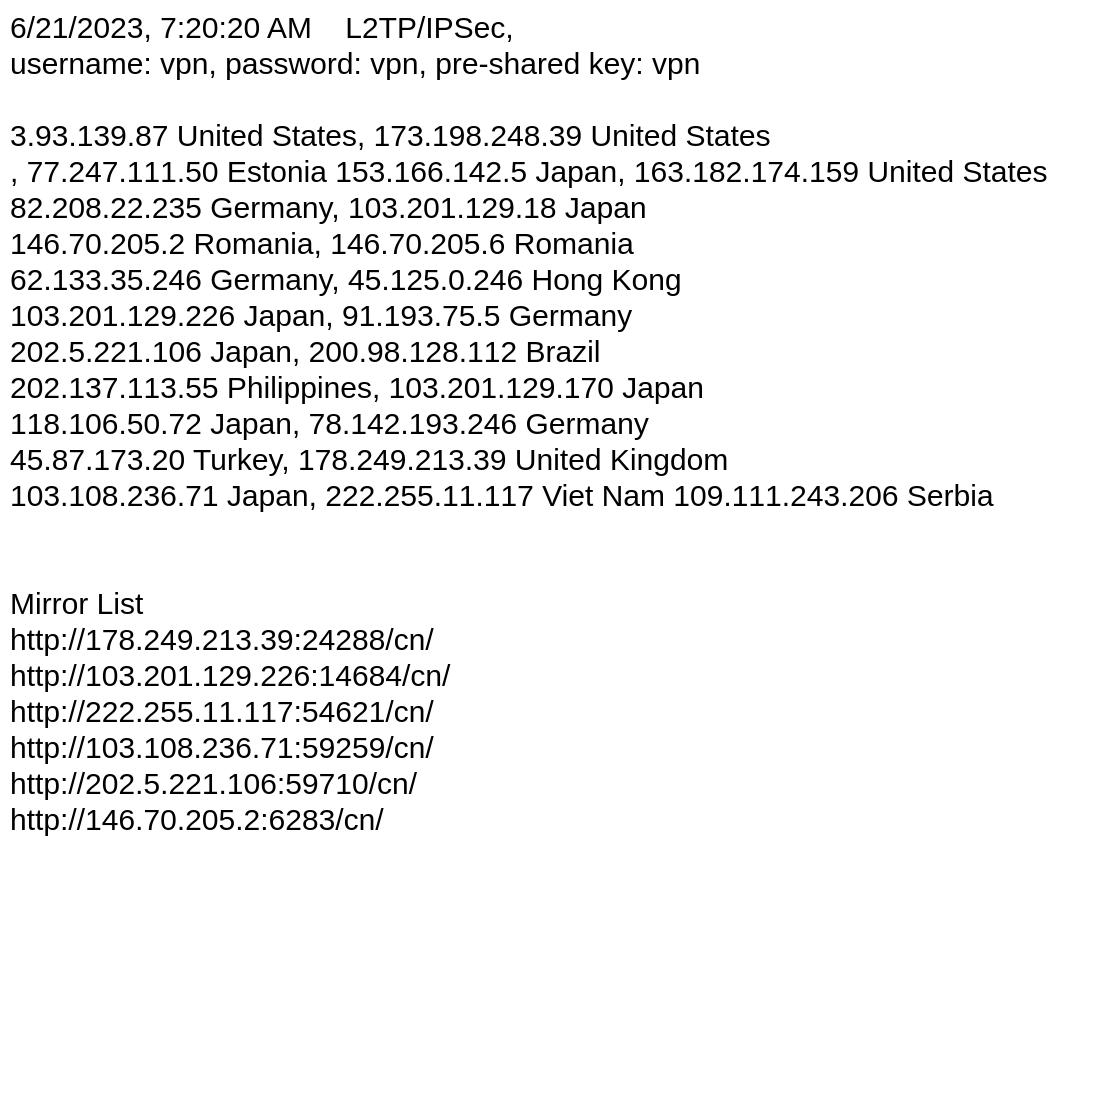 6/21/2023, 7:20:20 AM    L2TP/IPSec,
username: vpn, password: vpn, pre-shared key: vpn
3.93.139.87 United States, 173.198.248.39 United States
, 77.247.111.50 Estonia 153.166.142.5 Japan, 163.182.174.159 United States
82.208.22.235 Germany, 103.201.129.18 Japan
146.70.205.2 Romania, 146.70.205.6 Romania
62.133.35.246 Germany, 45.125.0.246 Hong Kong
103.201.129.226 Japan, 91.193.75.5 Germany
202.5.221.106 Japan, 200.98.128.112 Brazil
202.137.113.55 Philippines, 103.201.129.170 Japan
118.106.50.72 Japan, 78.142.193.246 Germany
45.87.173.20 Turkey, 178.249.213.39 United Kingdom
103.108.236.71 Japan, 222.255.11.117 Viet Nam 109.111.243.206 Serbia
Mirror List
http://178.249.213.39:24288/cn/
http://103.201.129.226:14684/cn/
http://222.255.11.117:54621/cn/
http://103.108.236.71:59259/cn/
http://202.5.221.106:59710/cn/
http://146.70.205.2:6283/cn/